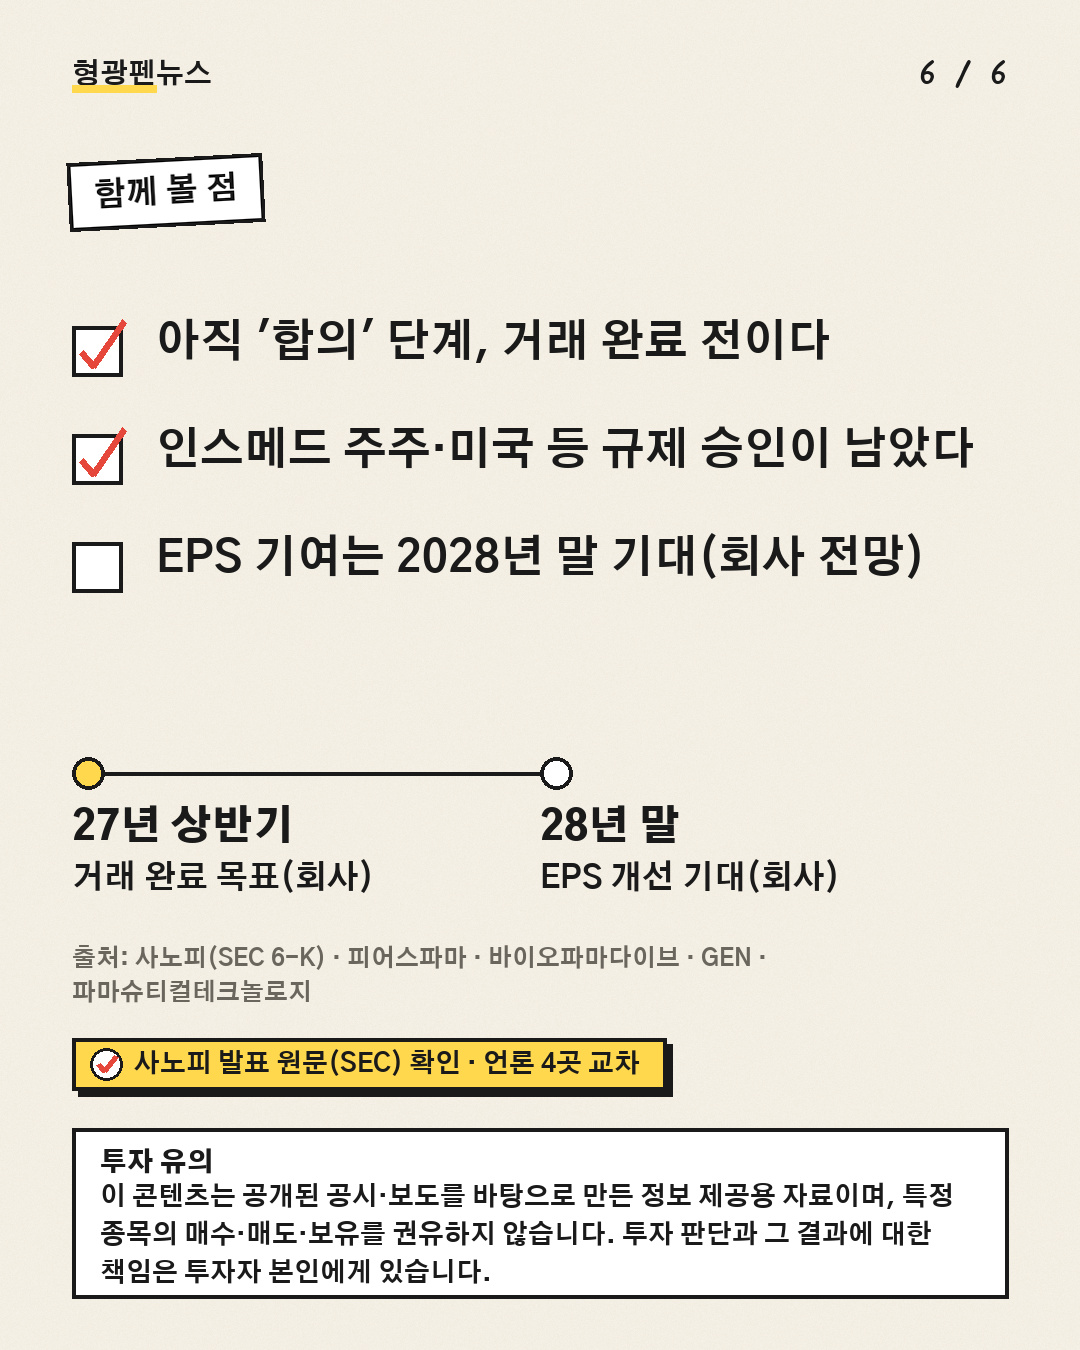 형광펜뉴스
6 / 6
함께 볼 점
아직 '합의' 단계, 거래 완료 전이다
인스메드 주주·미국 등 규제 승인이 남았다
EPS 기여는 2028년 말 기대(회사 전망)
27년 상반기
거래 완료 목표(회사)
28년 말
EPS 개선 기대(회사)
출처: 사노피(SEC 6-K) · 피어스파마 · 바이오파마다이브 · GEN ·
파마슈티컬테크놀로지
사노피 발표 원문(SEC) 확인 · 언론 4곳 교차
투자 유의
이 콘텐츠는 공개된 공시·보도를 바탕으로 만든 정보 제공용 자료이며, 특정
종목의 매수·매도·보유를 권유하지 않습니다. 투자 판단과 그 결과에 대한
책임은 투자자 본인에게 있습니다.